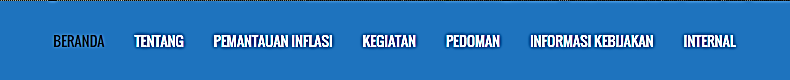 BERANDA TENTANG PEMANTAUAN INFLASI KEGIATAN PEDOMAN INFORMASI KEBIJAKAN INTERNAL